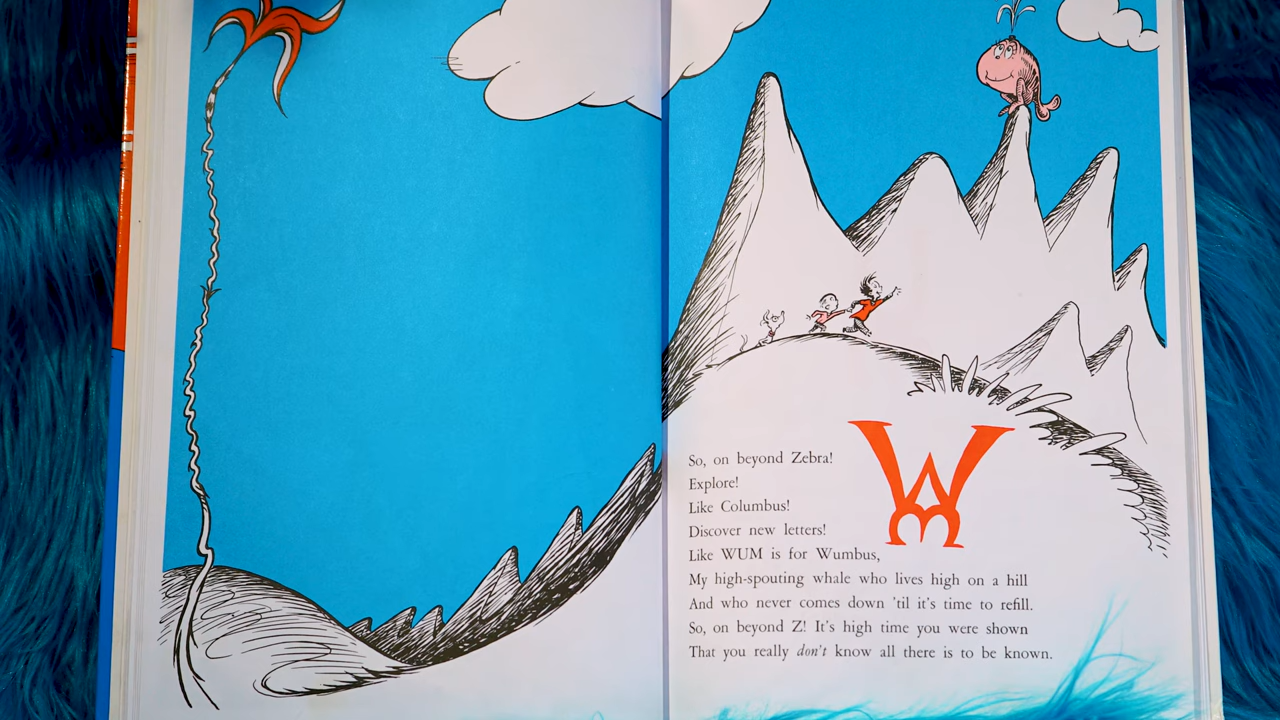 So, on beyond Zebra!
Explore!
Like Columbus!
Discover new letters!
Like WUM is for Wumbus,
My high-spouting whale who lives high on a hill
And who never comes down 'til it's time to refill.
So, on beyond Z! It's high time you were shown
That you really don't know all there is to be known.